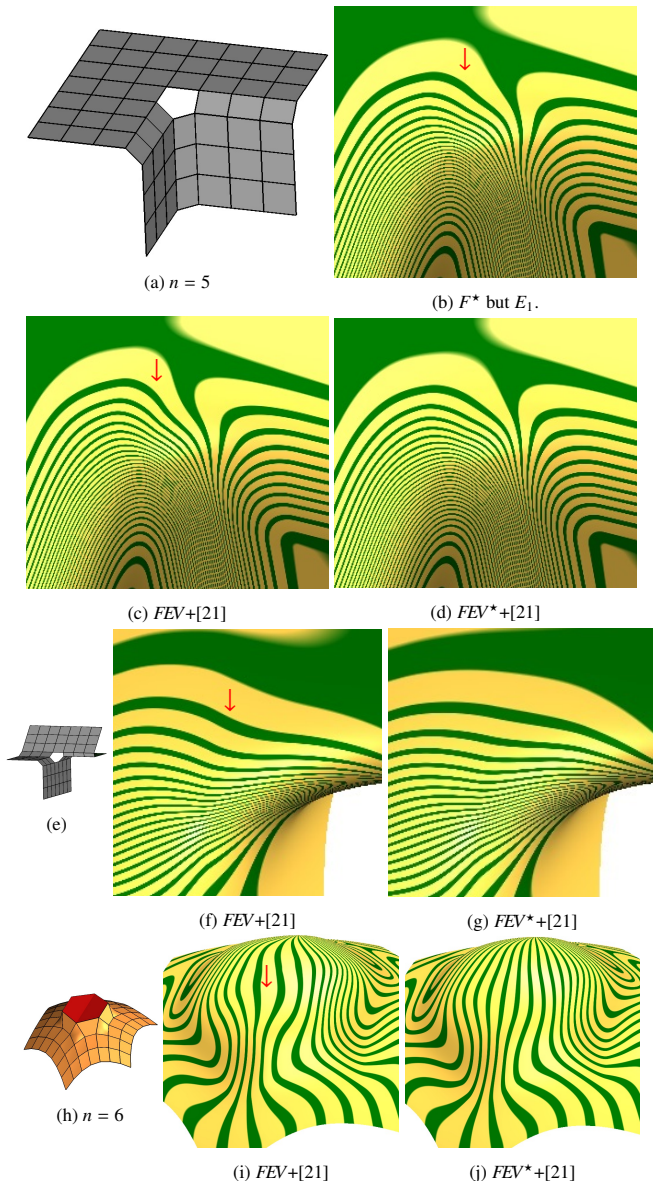 (a) n = 5
(b) F★ but E₁.
(c) FEV+[21]
(d) FEV★+[21]
(e)
(f) FEV+[21]
(g) FEV★+[21]
(h) n = 6
(i) FEV+[21]
(j) FEV★+[21]